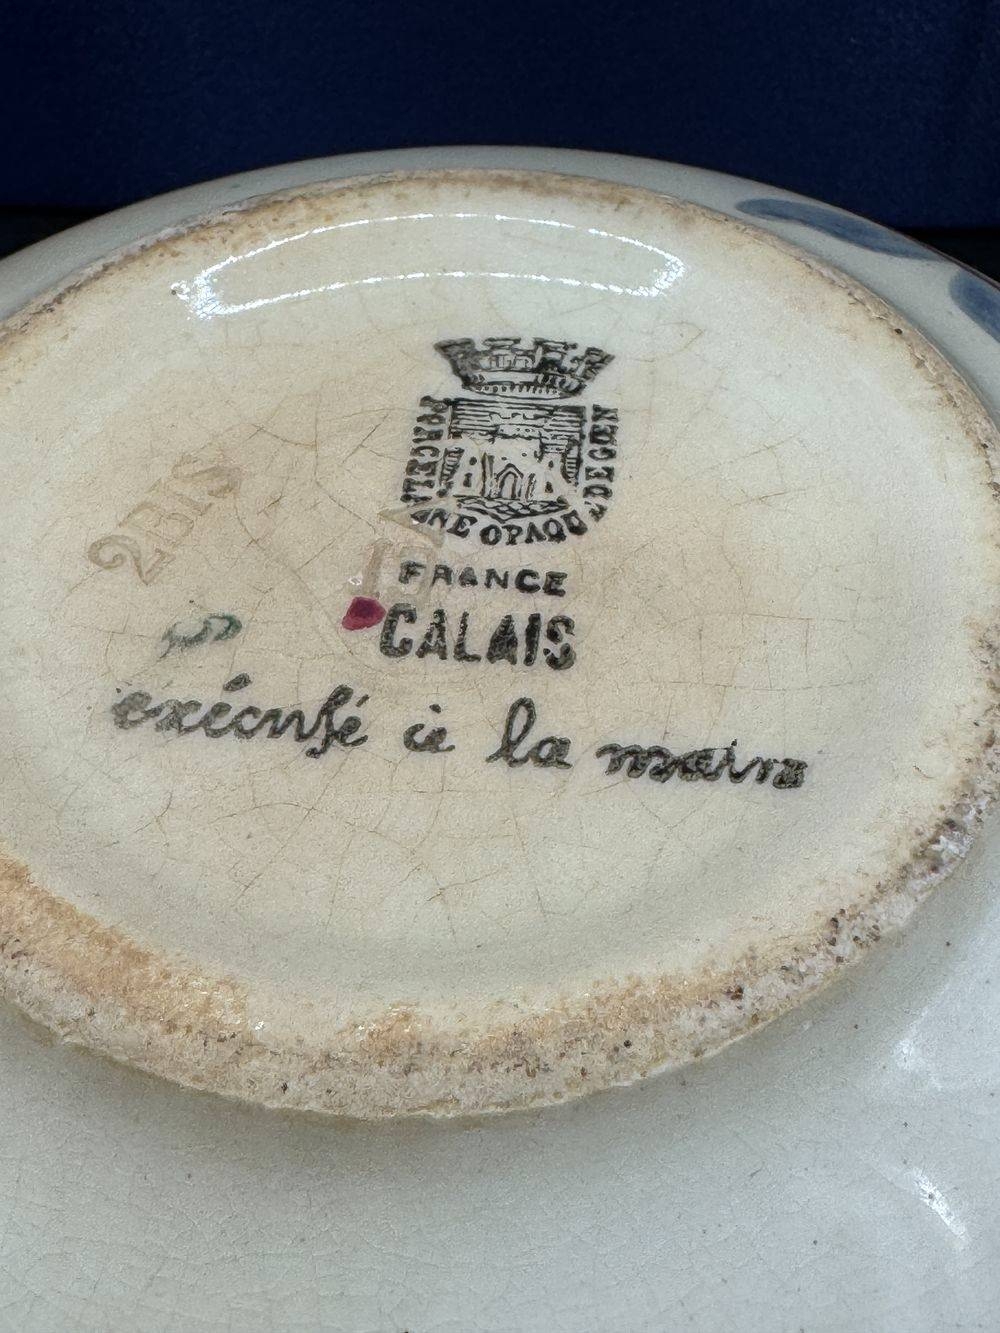 PORCELAINE OPAQUE DE GIEN
FRANCE
CALAIS
exécuté à la main
2BIS